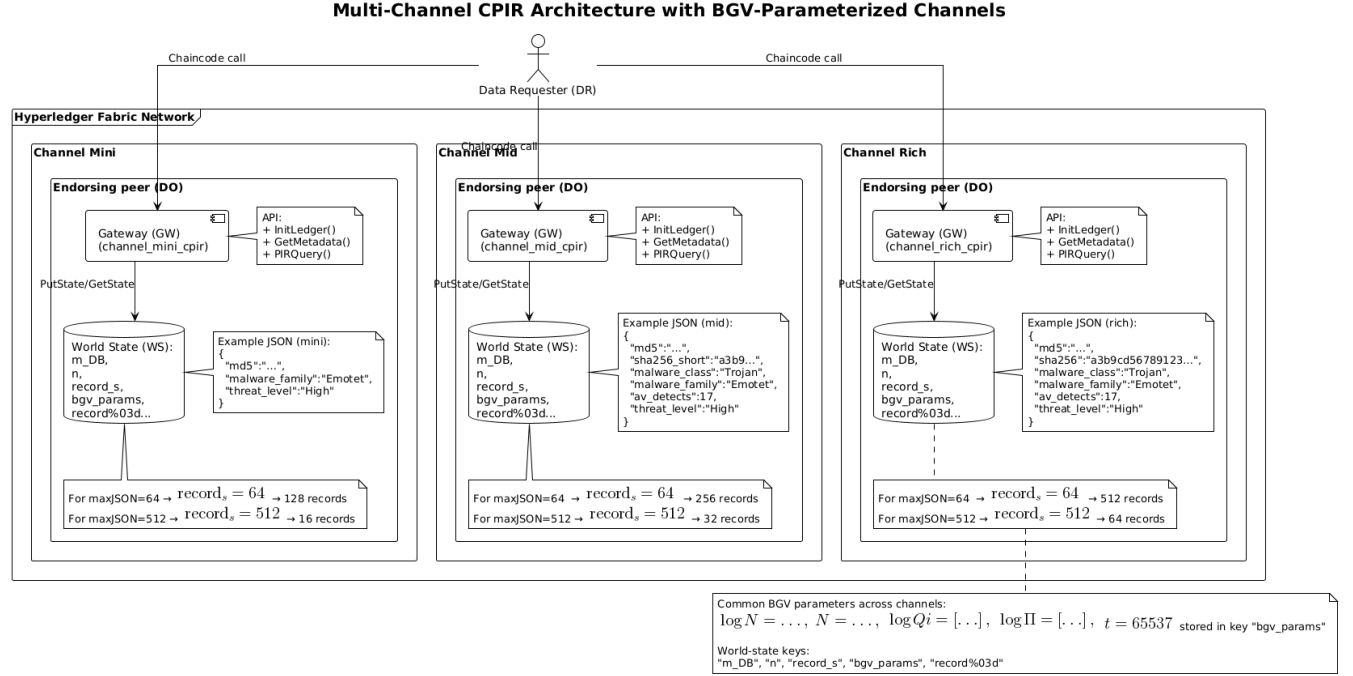 Multi-Channel CPIR Architecture with BGV-Parameterized Channels
Data Requester (DR)
Chaincode call
Chaincode call
Chaincode call
Hyperledger Fabric Network
Channel Mini
Endorsing peer (DO)
Gateway (GW)
(channel_mini_cpir)
API:
+ InitLedger()
+ GetMetadata()
+ PIRQuery()
PutState/GetState
World State (WS):
m_DB,
n,
record_s,
bgv_params,
record%03d...
Example JSON (mini):
{
"md5":"...",
"malware_family":"Emotet",
"threat_level":"High"
}
For maxJSON=64 → record_s = 64 → 128 records
For maxJSON=512 → record_s = 512 → 16 records
Channel Mid
Endorsing peer (DO)
Gateway (GW)
(channel_mid_cpir)
API:
+ InitLedger()
+ GetMetadata()
+ PIRQuery()
PutState/GetState
World State (WS):
m_DB,
n,
record_s,
bgv_params,
record%03d...
Example JSON (mid):
{
"md5":"...",
"sha256_short":"a3b9...",
"malware_class":"Trojan",
"malware_family":"Emotet",
"av_detects":17,
"threat_level":"High"
}
For maxJSON=64 → record_s = 64 → 256 records
For maxJSON=512 → record_s = 512 → 32 records
Channel Rich
Endorsing peer (DO)
Gateway (GW)
(channel_rich_cpir)
API:
+ InitLedger()
+ GetMetadata()
+ PIRQuery()
PutState/GetState
World State (WS):
m_DB,
n,
record_s,
bgv_params,
record%03d...
Example JSON (rich):
{
"md5":"...",
"sha256":"a3b9cd56789123...",
"malware_class":"Trojan",
"malware_family":"Emotet",
"av_detects":17,
"threat_level":"High"
}
For maxJSON=64 → record_s = 64 → 512 records
For maxJSON=512 → record_s = 512 → 64 records
Common BGV parameters across channels:
log N = ..., N = ..., log Qi = [...], log Π = [...], t = 65537 stored in key "bgv_params"
World-state keys:
"m_DB", "n", "record_s", "bgv_params", "record%03d"